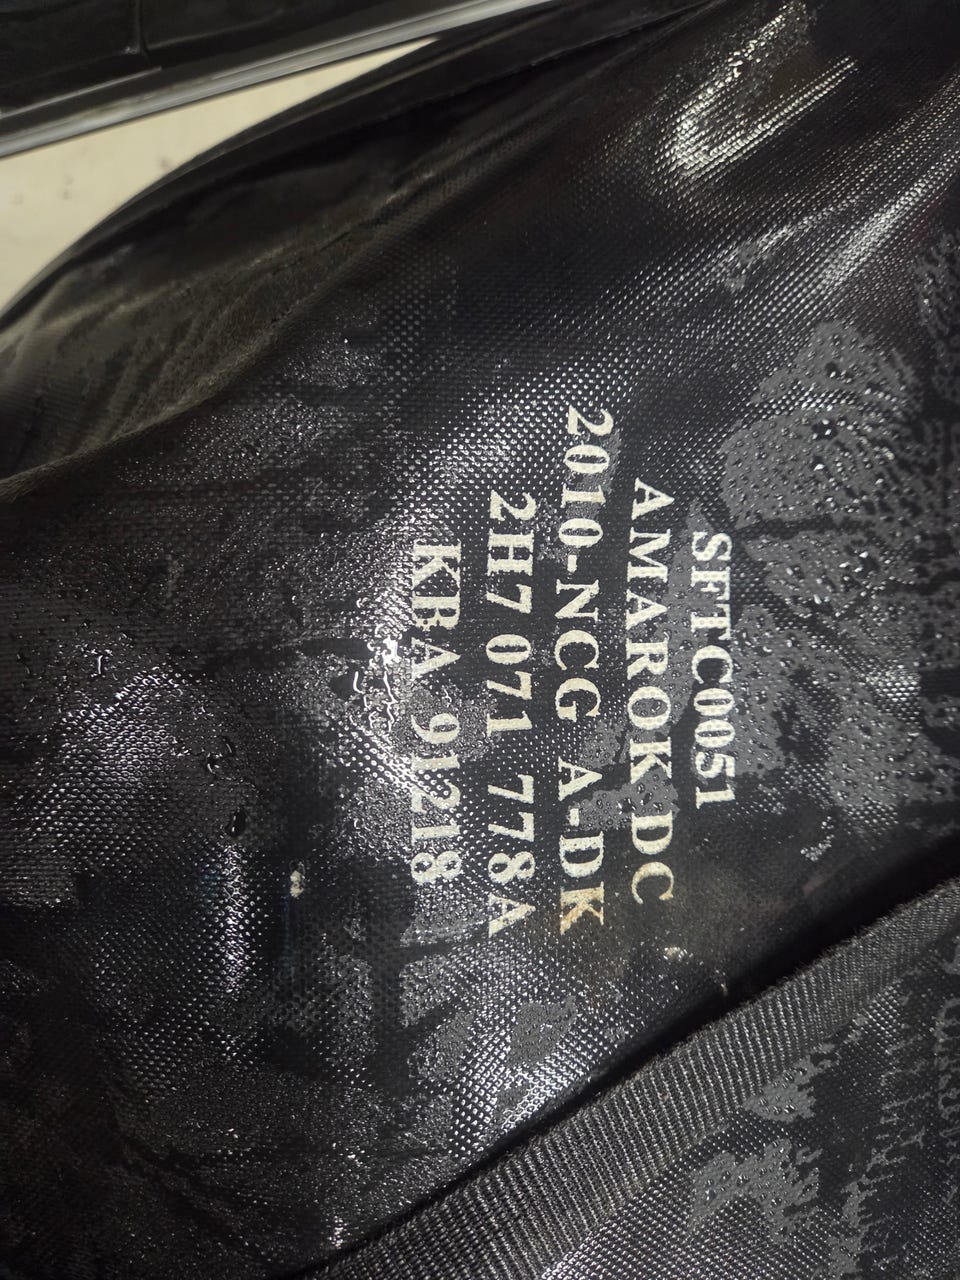 SFTC0051
AMAROK DC
2010-NCG A-DK
2H7 071 778A
KBA 91218